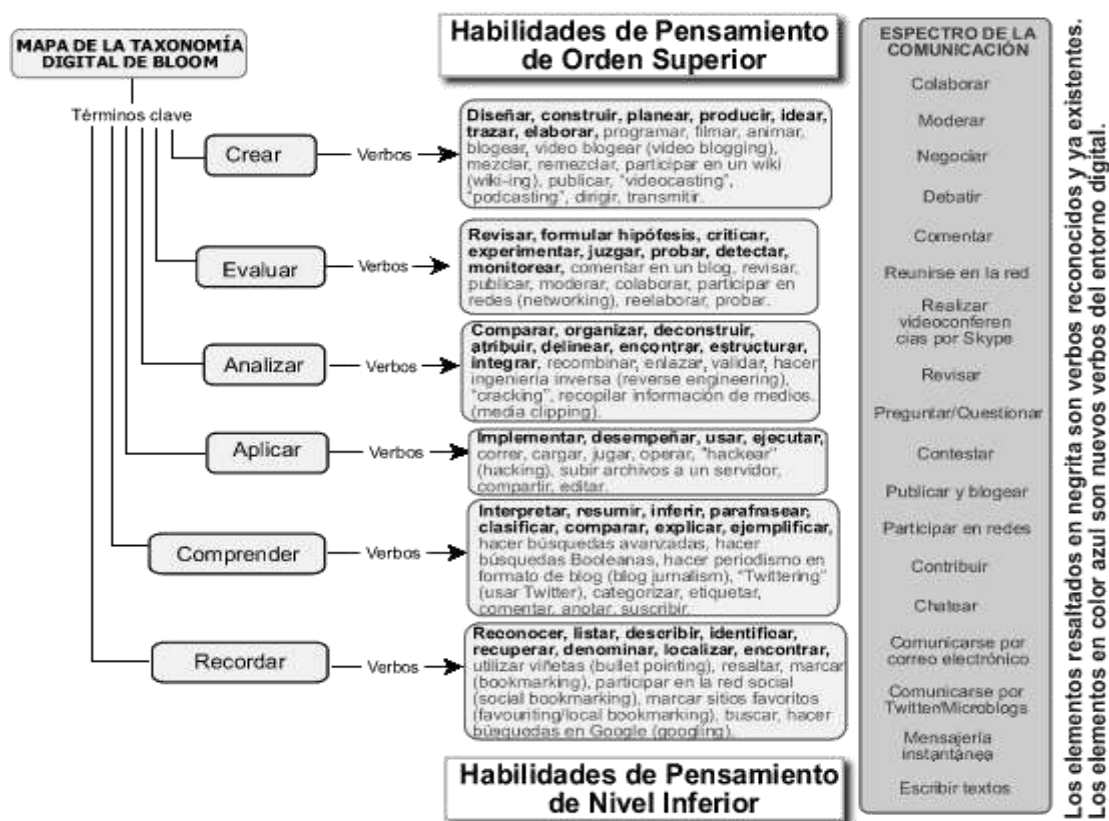 MAPA DE LA TAXONOMÍA
DIGITAL DE BLOOM
Términos clave
Habilidades de Pensamiento
de Orden Superior
Crear
Verbos
Diseñar, construir, planear, producir, idear,
trazar, elaborar, programar, filmar, animar,
blogear, video blogear (video blogging),
mezclar, remezclar, participar en un wiki
(wiki-ing), publicar, “videocasting”,
“podcasting”, dirigir, transmitir.
Evaluar
Verbos
Revisar, formular hipófesis, criticar,
experimentar, juzgar, probar, detectar,
monitorear, comentar en un blog, revisar,
publicar, moderar, colaborar, participar en
redes (networking), reelaborar, probar.
Analizar
Verbos
Comparar, organizar, deconstruir,
atribuir, delinear, encontrar, estructurar,
integrar, recombinar, enlazar, validar, hacer
ingeniería inversa (reverse engineering),
“cracking”, recopilar información de medios.
(media clipping).
Aplicar
Verbos
Implementar, desempeñar, usar, ejecutar,
correr, cargar, jugar, operar, "hackear"
(hacking), subir archivos a un servidor,
compartir, editar.
Comprender
Verbos
Interpretar, resumir, inferir, parafrasear,
clasificar, comparar, explicar, ejemplificar,
hacer búsquedas avanzadas, hacer
búsquedas Booleanas, hacer periodismo en
formato de blog (blog jurnalism), “Twittering”
(usar Twitter), categorizar, etiquetar,
comentar, anotar, suscribir.
Recordar
Verbos
Reconocer, listar, describir, identificar,
recuperar, denominar, localizar, encontrar,
utilizar viñetas (bullet pointing), resaltar, marcar
(bookmarking), participar en la red social
(social bookmarking), marcar sitios favoritos
(favouriting/local bookmarking), buscar, hacer
búsquedas en Google (googling).
Habilidades de Pensamiento
de Nivel Inferior
ESPECTRO DE LA
COMUNICACIÓN
Colaborar
Moderar
Negociar
Debatir
Comentar
Reunirse en la red
Realizar
videoconferen
cias por Skype
Revisar
Preguntar/Questionar
Contestar
Publicar y blogear
Participar en redes
Contribuir
Chatear
Comunicarse por
correo electrónico
Comunicarse por
Twitter/Microblogs
Mensajería
instantánea
Escribir textos
Los elementos resaltados en negrita son verbos reconocidos y ya existentes.
Los elementos en color azul son nuevos verbos del entorno digital.